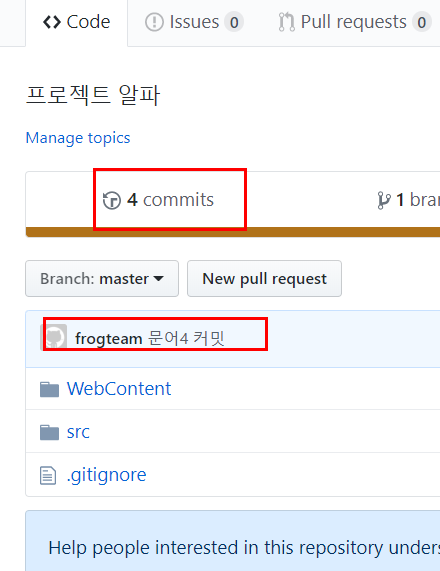 Code Issues 0 Pull requests 0
프로젝트 알파
Manage topics
4 commits 1 bran
Branch: master New pull request
frogteam 문어4 커밋
WebContent
src
.gitignore
Help people interested in this repository unders